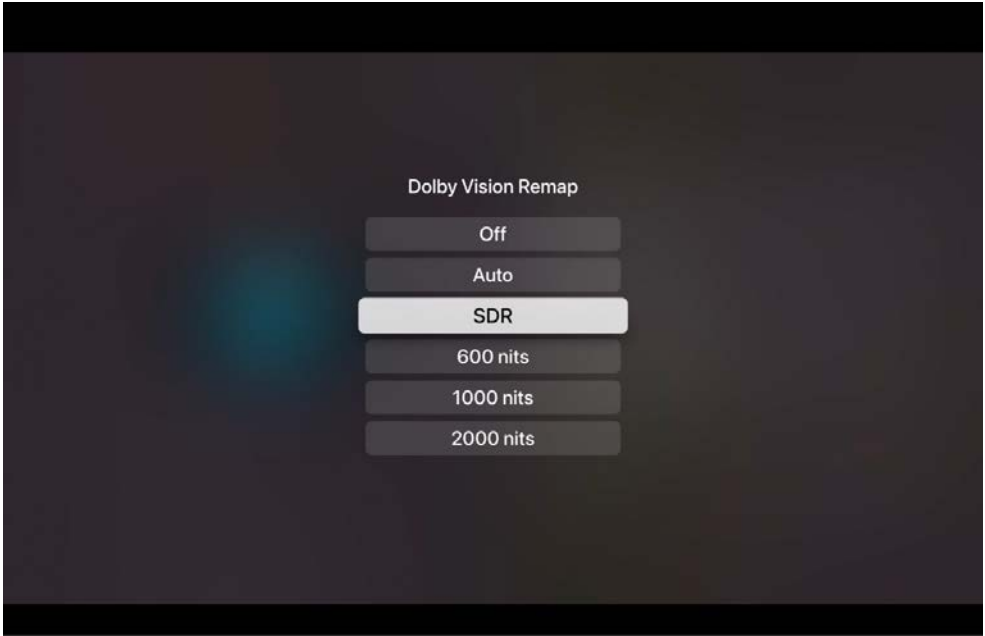 Dolby Vision Remap
Off
Auto
SDR
600 nits
1000 nits
2000 nits